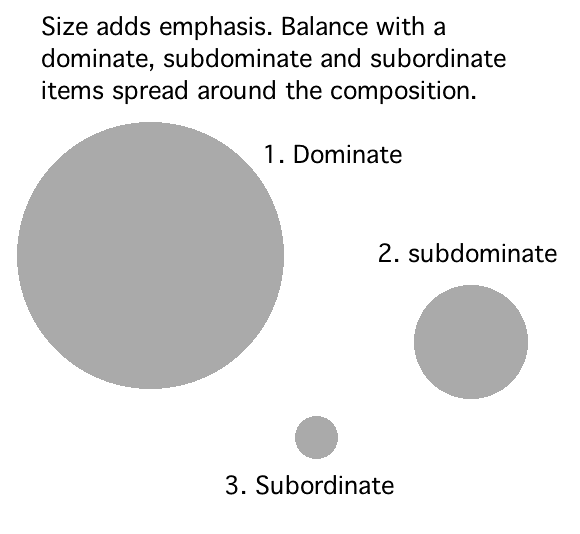 Size adds emphasis. Balance with a
dominate, subdominate and subordinate
items spread around the composition.
1. Dominate
2. subdominate
3. Subordinate